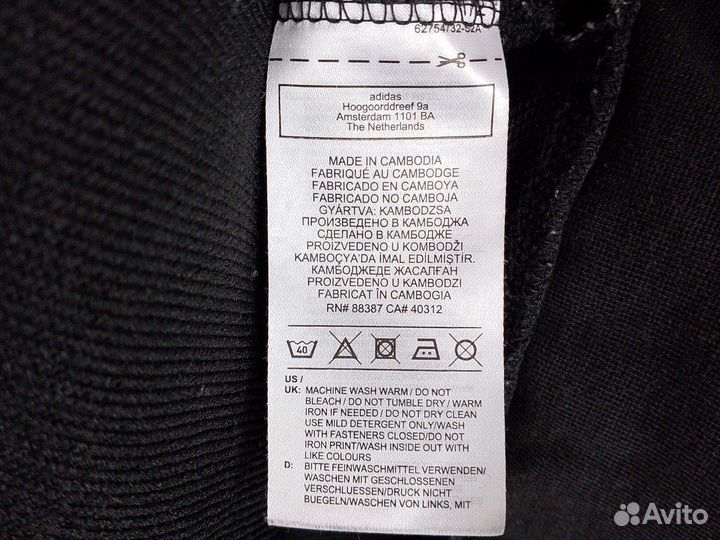 62754732-52A
adidas
Hoogoorddreef 9a
Amsterdam 1101 BA
The Netherlands
MADE IN CAMBODIA
FABRIQUÉ AU CAMBODGE
FABRICADO EN CAMBOYA
FABRICADO NO CAMBOJA
GYÁRTVA: KAMBODZSA
ПРОИЗВЕДЕНО В КАМБОДЖА
СДЕЛАНО В КАМБОДЖЕ
PROIZVEDENO U KOMBODŽI
KAMBOÇYA'DA İMAL EDİLMİŞTİR.
КАМБОДЖЕДЕ ЖАСАЛҒАН
PROIZVEDENO U KAMBODZI
FABRICAT ÎN CAMBOGIA
RN# 88387 CA# 40312
40
US /
UK: MACHINE WASH WARM / DO NOT
BLEACH / DO NOT TUMBLE DRY / WARM
IRON IF NEEDED / DO NOT DRY CLEAN
USE MILD DETERGENT ONLY/WASH
WITH FASTENERS CLOSED/DO NOT
IRON PRINT/WASH INSIDE OUT WITH
LIKE COLOURS
D: BITTE FEINWASCHMITTEL VERWENDEN/
WASCHEN MIT GESCHLOSSENEN
VERSCHLUESSEN/DRUCK NICHT
BUEGELN/WASCHEN VON LINKS, MIT
Avito